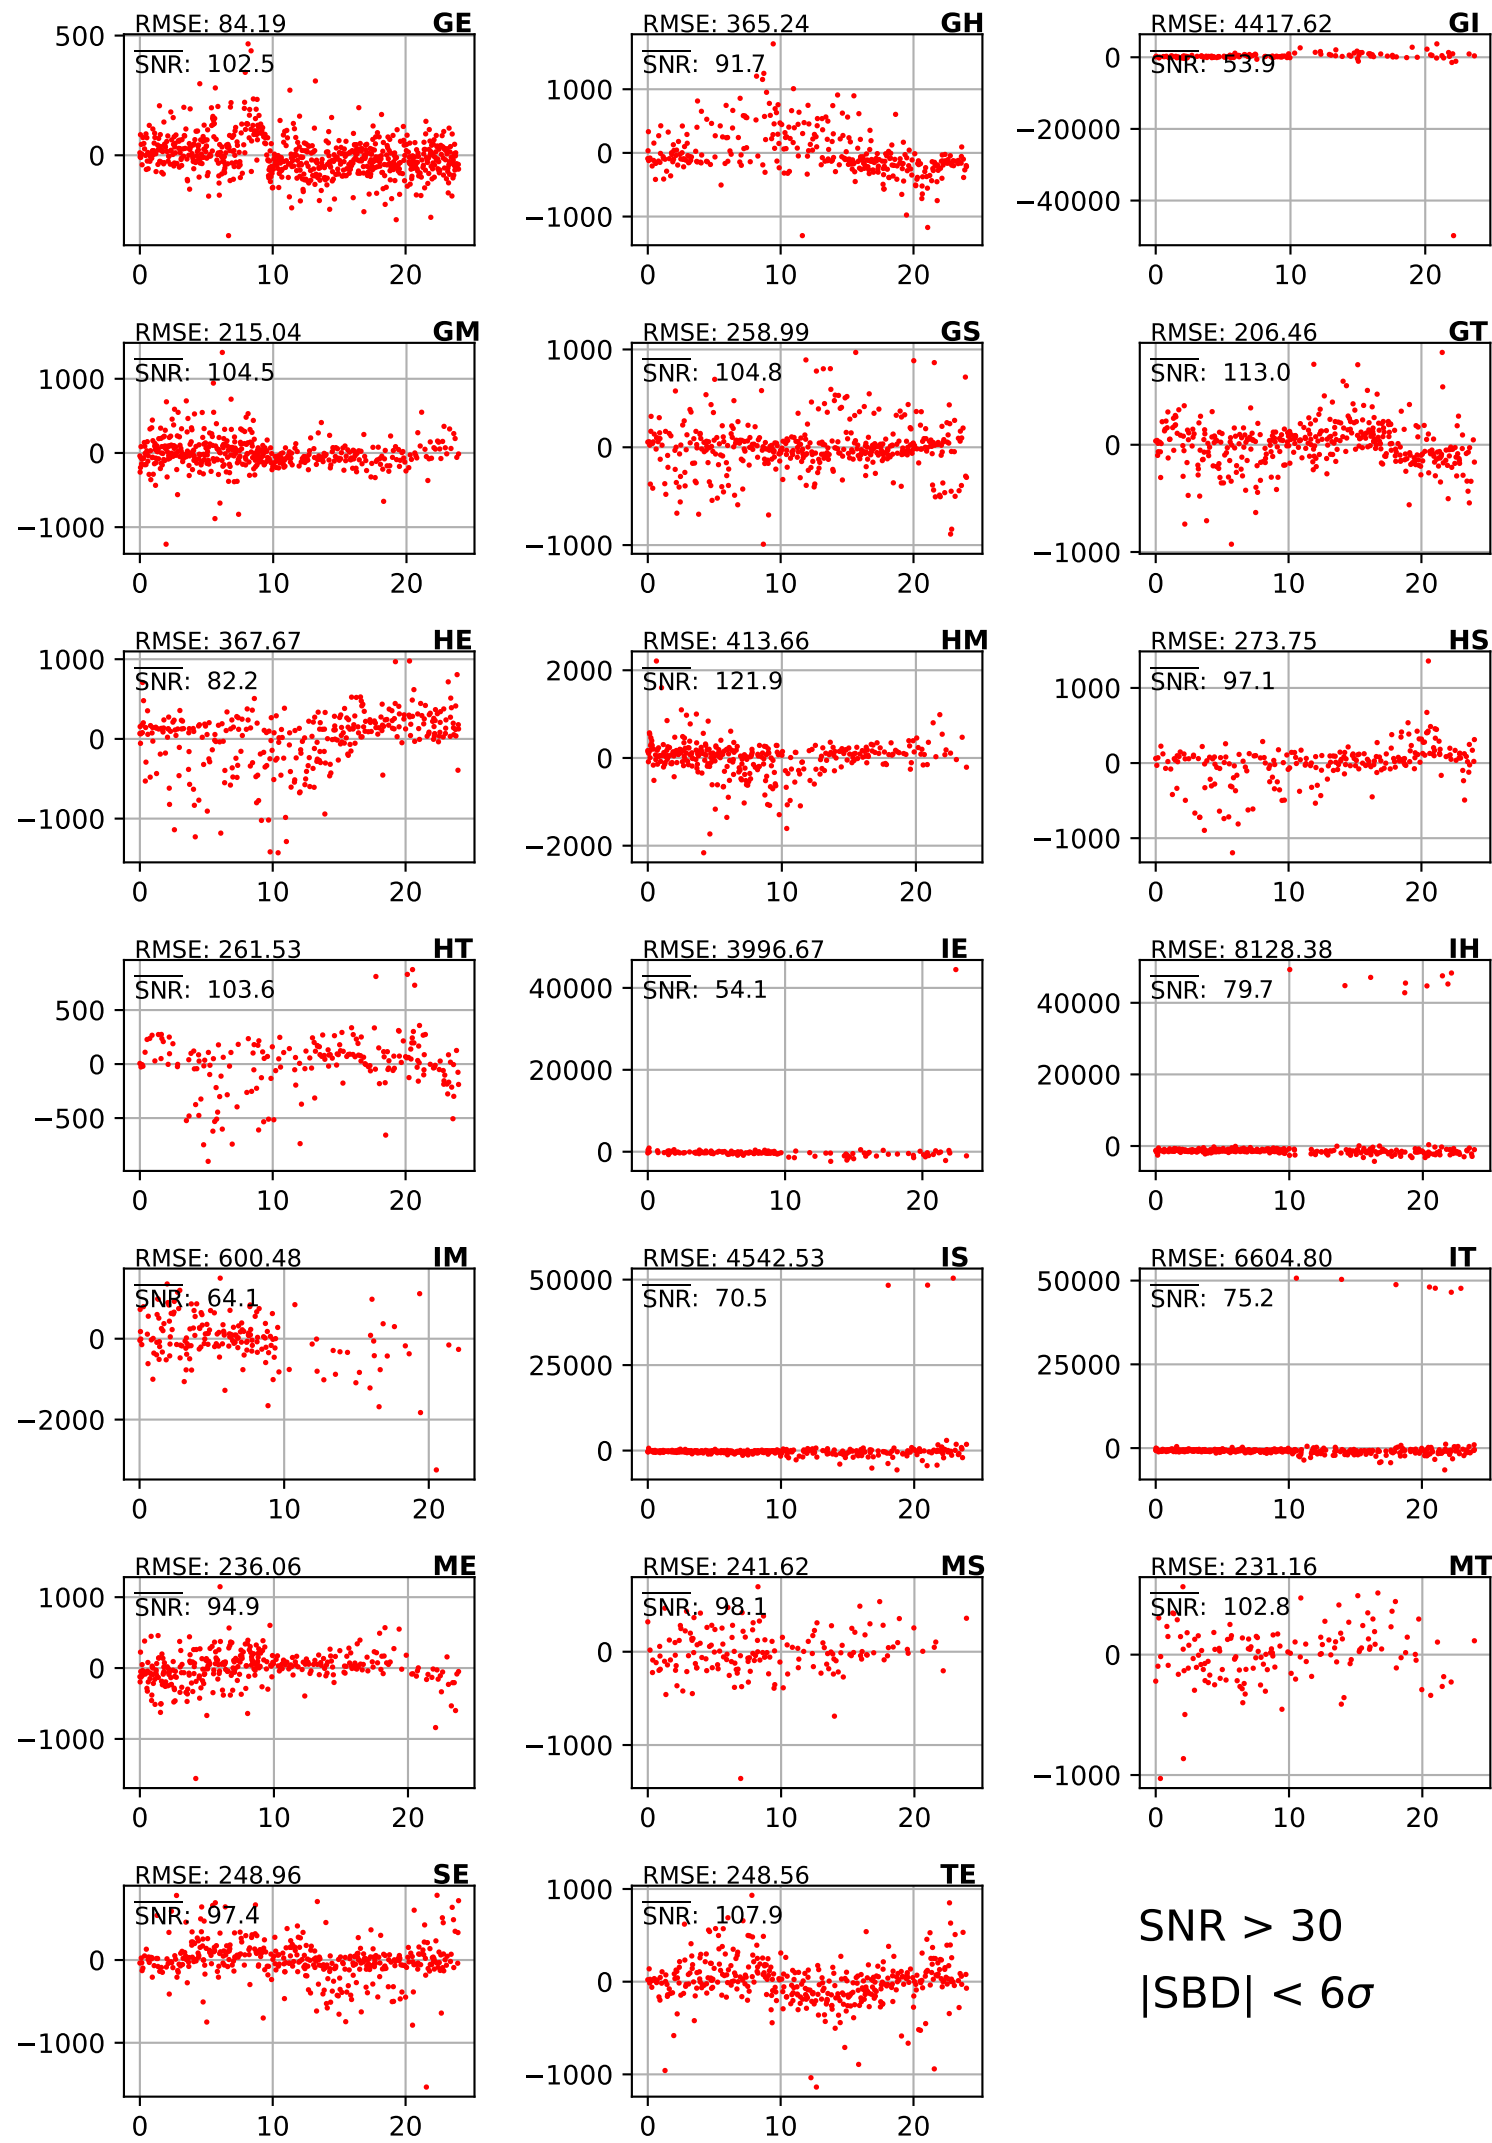 RMSE: 84.19 GE
SNR: 102.5
500
0
0 10 20
RMSE: 365.24 GH
SNR: 91.7
1000
0
−1000
0 10 20
RMSE: 4417.62 GI
SNR: 53.9
0
−20000
−40000
0 10 20
RMSE: 215.04 GM
SNR: 104.5
1000
0
−1000
0 10 20
RMSE: 258.99 GS
SNR: 104.8
1000
0
−1000
0 10 20
RMSE: 206.46 GT
SNR: 113.0
0
−1000
0 10 20
RMSE: 367.67 HE
SNR: 82.2
1000
0
−1000
0 10 20
RMSE: 413.66 HM
SNR: 121.9
2000
0
−2000
0 10 20
RMSE: 273.75 HS
SNR: 97.1
1000
0
−1000
0 10 20
RMSE: 261.53 HT
SNR: 103.6
500
0
−500
0 10 20
RMSE: 3996.67 IE
SNR: 54.1
40000
20000
0
0 10 20
RMSE: 8128.38 IH
SNR: 79.7
40000
20000
0
0 10 20
RMSE: 600.48 IM
SNR: 64.1
0
−2000
0 10 20
RMSE: 4542.53 IS
SNR: 70.5
50000
25000
0
0 10 20
RMSE: 6604.80 IT
SNR: 75.2
50000
25000
0
0 10 20
RMSE: 236.06 ME
SNR: 94.9
1000
0
−1000
0 10 20
RMSE: 241.62 MS
SNR: 98.1
0
−1000
0 10 20
RMSE: 231.16 MT
SNR: 102.8
0
−1000
0 10 20
RMSE: 248.96 SE
SNR: 97.4
0
−1000
0 10 20
RMSE: 248.56 TE
SNR: 107.9
1000
0
−1000
0 10 20
SNR > 30
|SBD| < 6σ